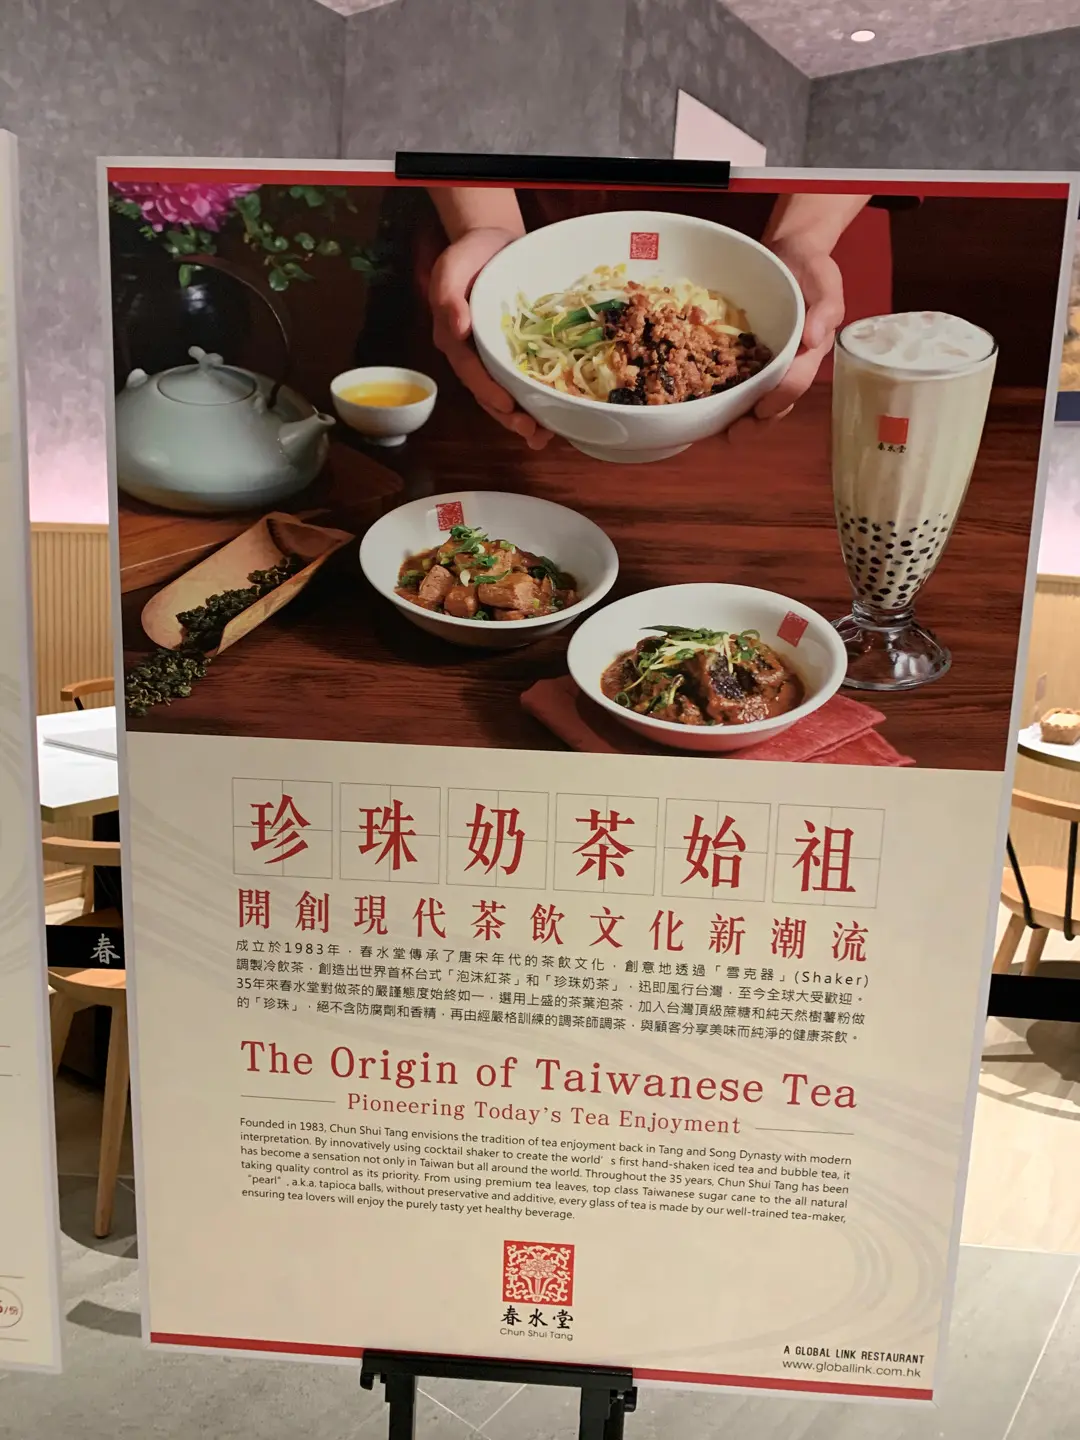 春水堂
珍珠奶茶始祖
開創現代茶飲文化新潮流
成立於1983年，春水堂傳承了唐宋年代的茶飲文化，創意地透過「雪克器」(Shaker)
調製冷飲茶，創造出世界首杯台式「泡沫紅茶」和「珍珠奶茶」，迅即風行台灣，至今全球大受歡迎。
35年來春水堂對做茶的嚴謹態度始終如一，選用上盛的茶葉泡茶，加入台灣頂級蔗糖和純天然樹薯粉做
的「珍珠」，絕不含防腐劑和香精，再由經嚴格訓練的調茶師調茶，與顧客分享美味而純淨的健康茶飲。
The Origin of Taiwanese Tea
Pioneering Today's Tea Enjoyment
Founded in 1983, Chun Shui Tang envisions the tradition of tea enjoyment back in Tang and Song Dynasty with modern
interpretation. By innovatively using cocktail shaker to create the world's first hand-shaken iced tea and bubble tea, it
has become a sensation not only in Taiwan but all around the world. Throughout the 35 years, Chun Shui Tang has been
taking quality control as its priority. From using premium tea leaves, top class Taiwanese sugar cane to the all natural
"pearl", a.k.a. tapioca balls, without preservative and additive, every glass of tea is made by our well-trained tea-maker,
ensuring tea lovers will enjoy the purely tasty yet healthy beverage.
春水堂
Chun Shui Tang
A GLOBAL LINK RESTAURANT
www.globallink.com.hk
春
/份